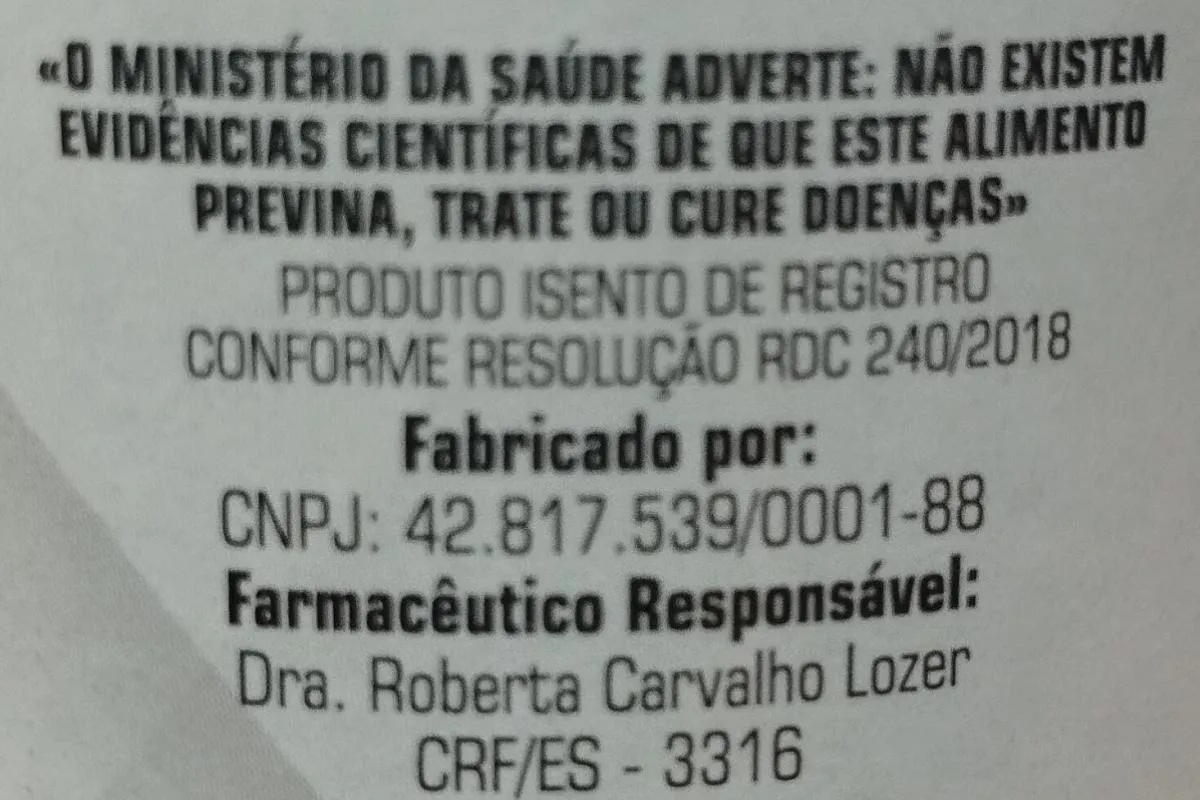 «O MINISTÉRIO DA SAÚDE ADVERTE: NÃO EXISTEM
EVIDÊNCIAS CIENTÍFICAS DE QUE ESTE ALIMENTO
PREVINA, TRATE OU CURE DOENÇAS»
PRODUTO ISENTO DE REGISTRO
CONFORME RESOLUÇÃO RDC 240/2018
Fabricado por:
CNPJ: 42.817.539/0001-88
Farmacêutico Responsável:
Dra. Roberta Carvalho Lozer
CRF/ES - 3316